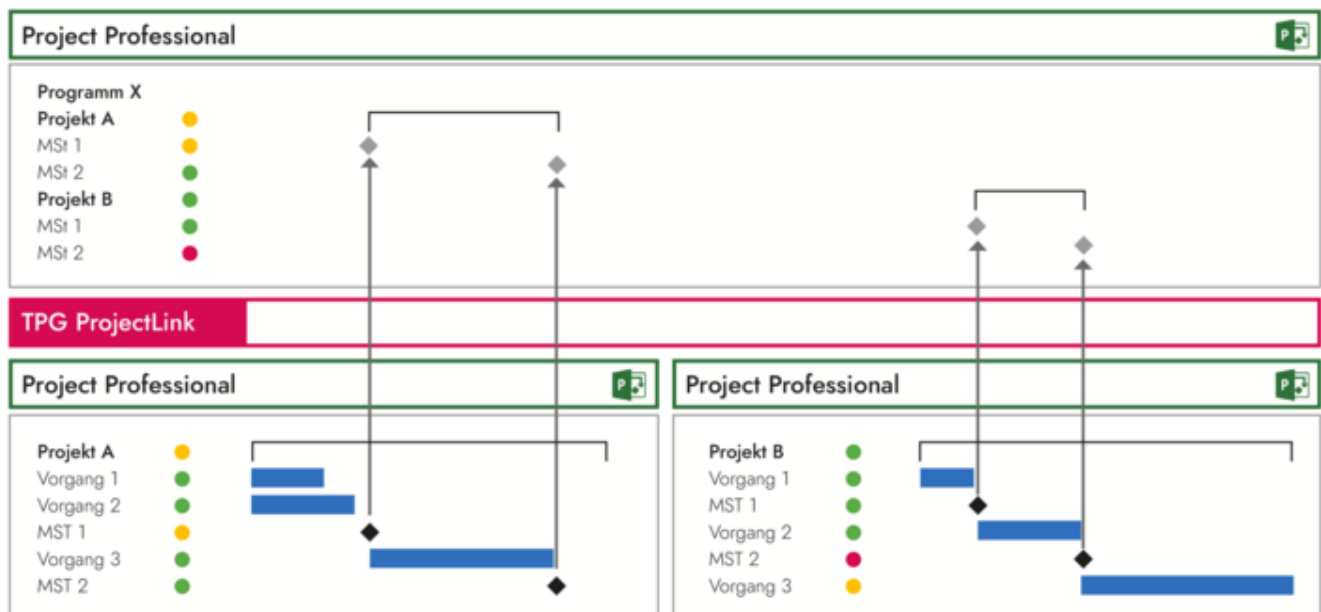 Project Professional
P
Programm X
Projekt A
MSt 1
MSt 2
Projekt B
MSt 1
MSt 2
TPG ProjectLink
Project Professional
P
Projekt A
Vorgang 1
Vorgang 2
MST 1
Vorgang 3
MST 2
Project Professional
P
Projekt B
Vorgang 1
MST 1
Vorgang 2
MST 2
Vorgang 3